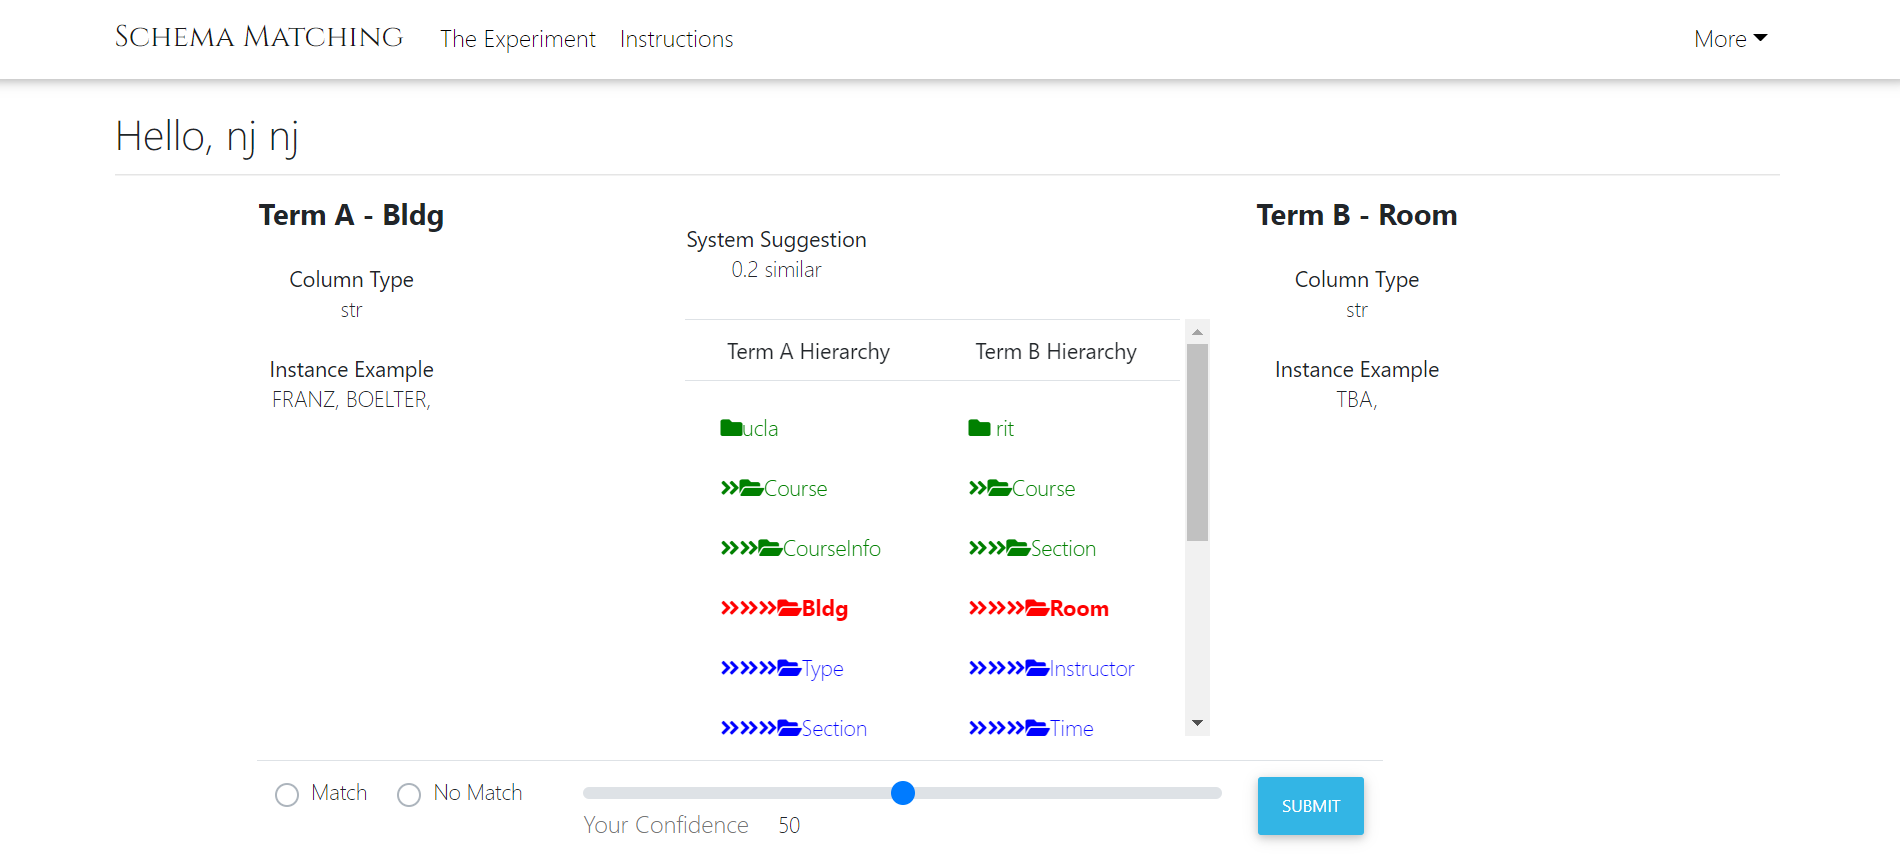 SCHEMA MATCHING The Experiment Instructions More
Hello, nj nj
Term A - Bldg
Column Type
str
Instance Example
FRANZ, BOELTER,
System Suggestion
0.2 similar
Term A Hierarchy Term B Hierarchy
ucla rit
Course Course
CourseInfo Section
Bldg Room
Type Instructor
Section Time
Term B - Room
Column Type
str
Instance Example
TBA,
Match No Match
Your Confidence 50
SUBMIT